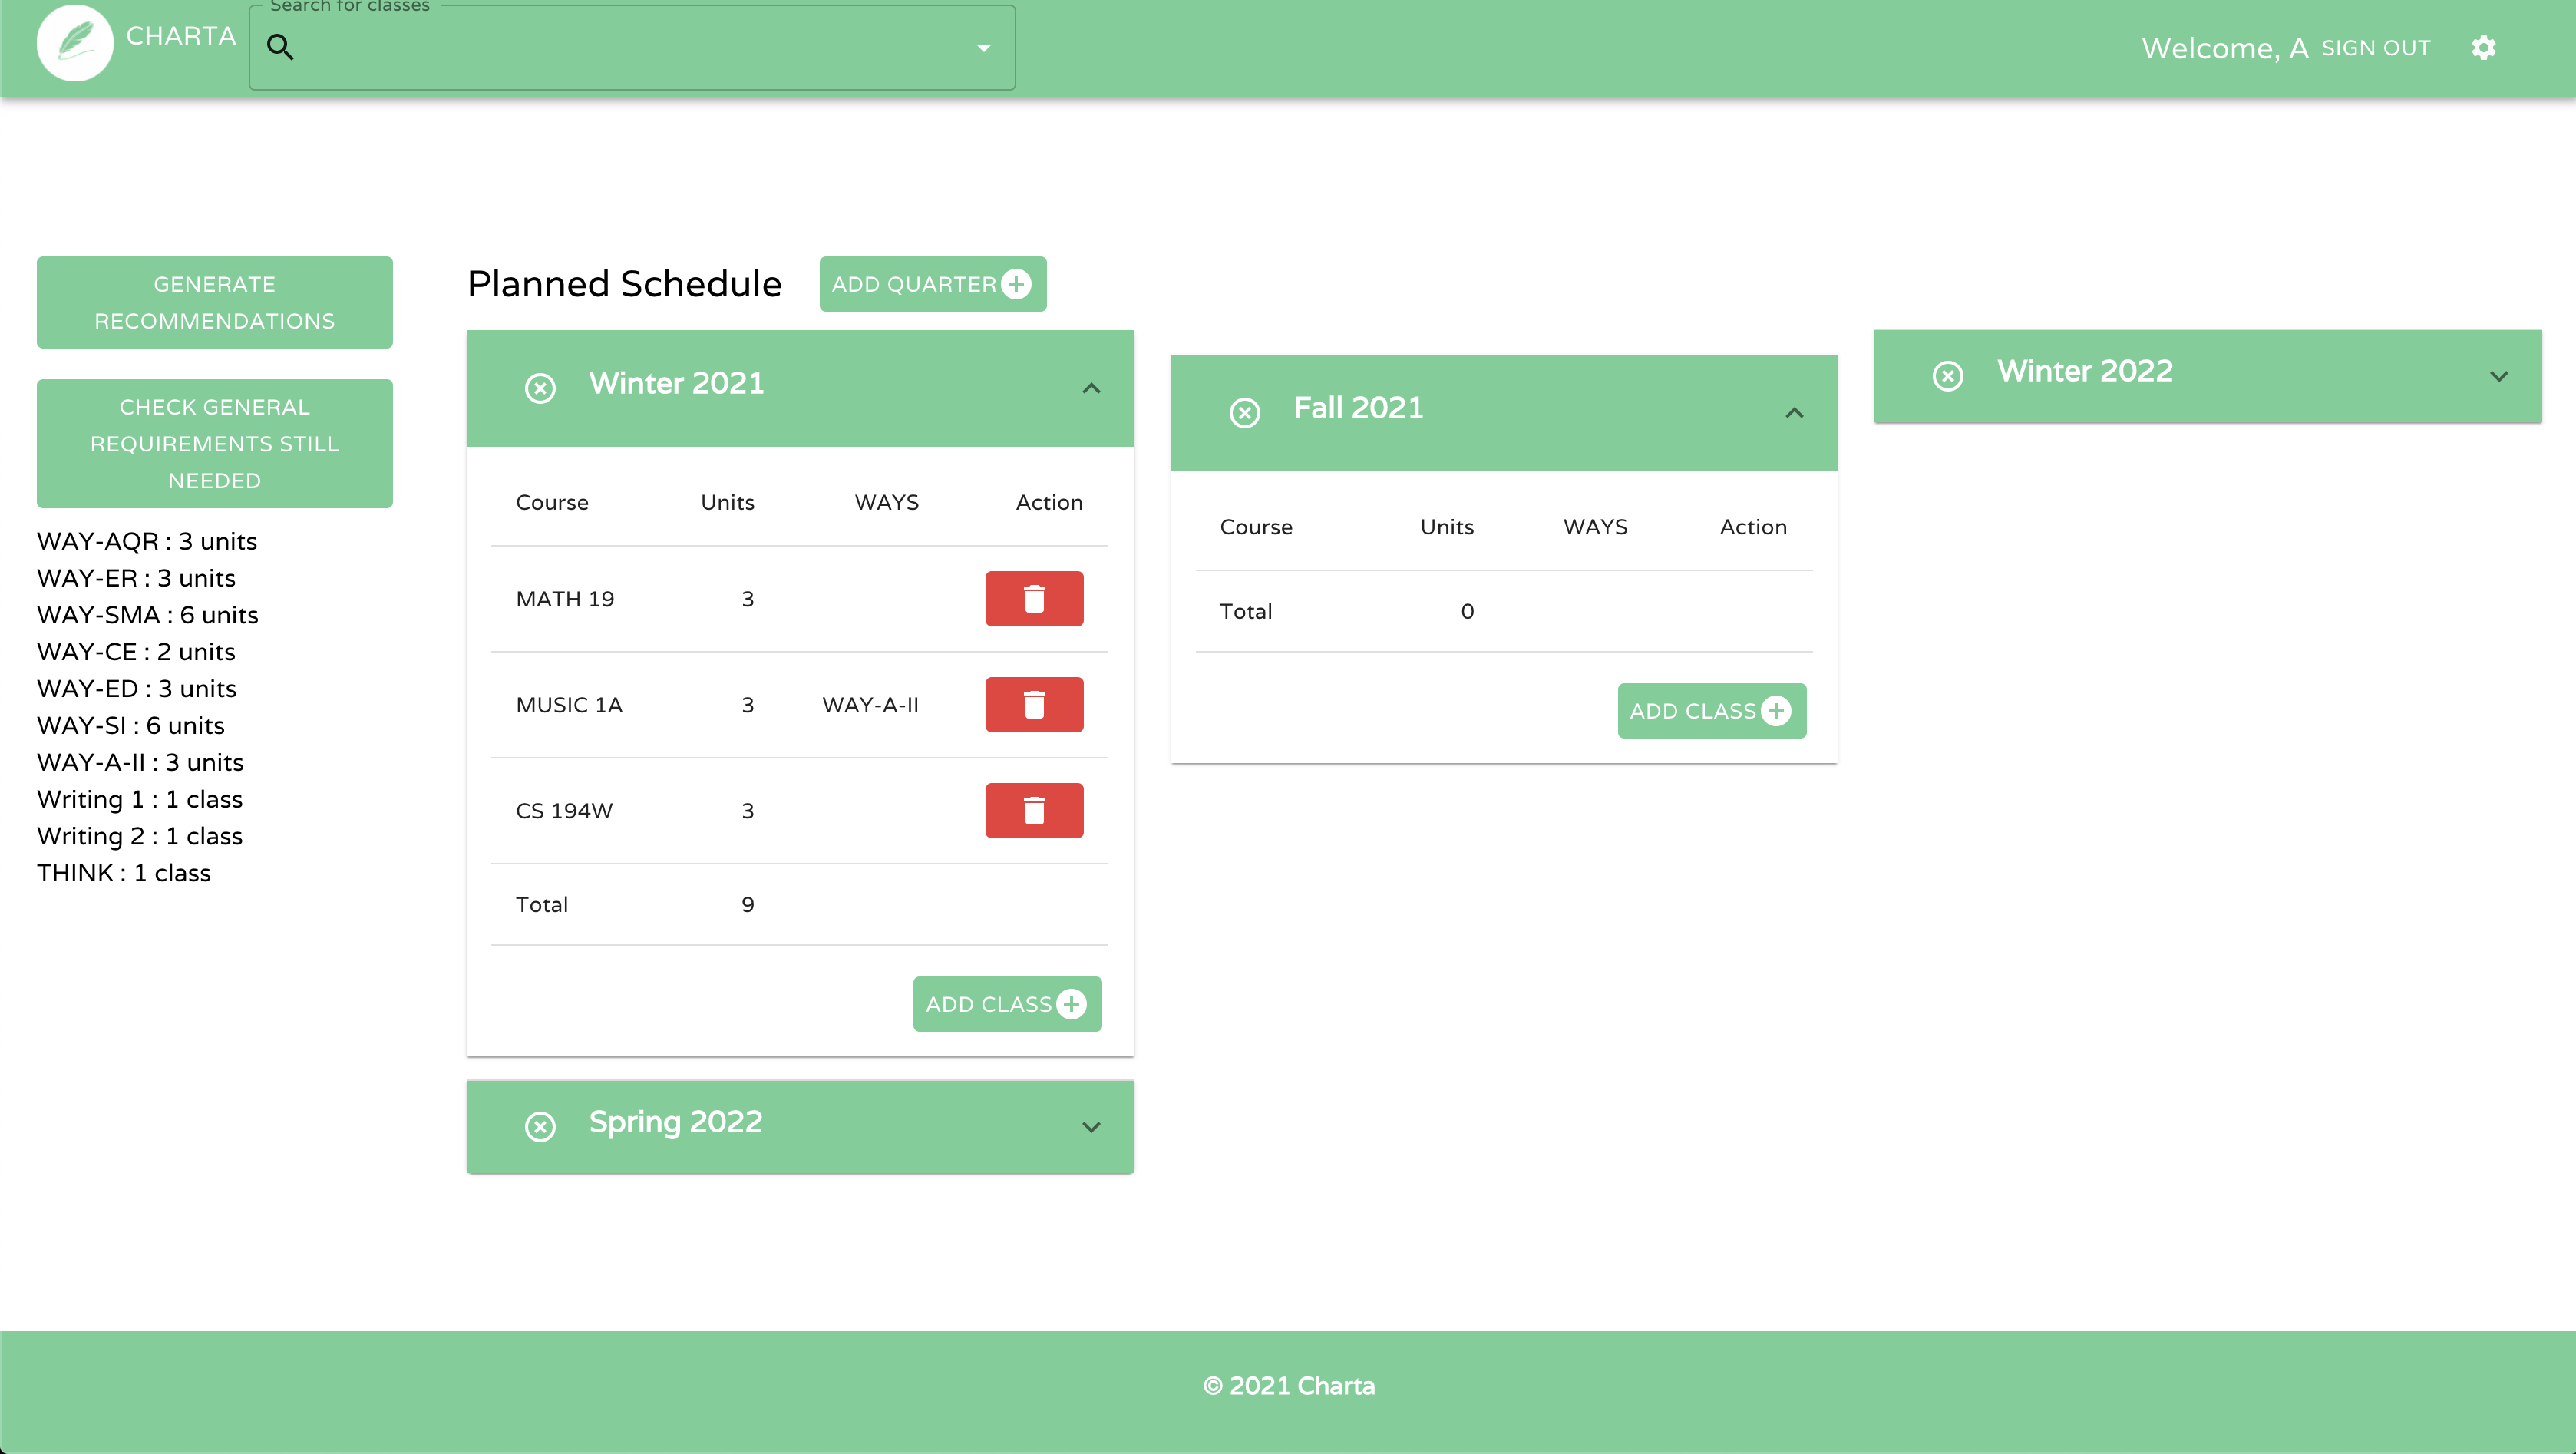 Search for classes
CHARTA
Welcome, A SIGN OUT
GENERATE
RECOMMENDATIONS
CHECK GENERAL
REQUIREMENTS STILL
NEEDED
WAY-AQR : 3 units
WAY-ER : 3 units
WAY-SMA : 6 units
WAY-CE : 2 units
WAY-ED : 3 units
WAY-SI : 6 units
WAY-A-II : 3 units
Writing 1 : 1 class
Writing 2 : 1 class
THINK : 1 class
Planned Schedule
ADD QUARTER
Winter 2021
Course Units WAYS Action
MATH 19 3
MUSIC 1A 3 WAY-A-II
CS 194W 3
Total 9
ADD CLASS
Spring 2022
Fall 2021
Course Units WAYS Action
Total 0
ADD CLASS
Winter 2022
© 2021 Charta